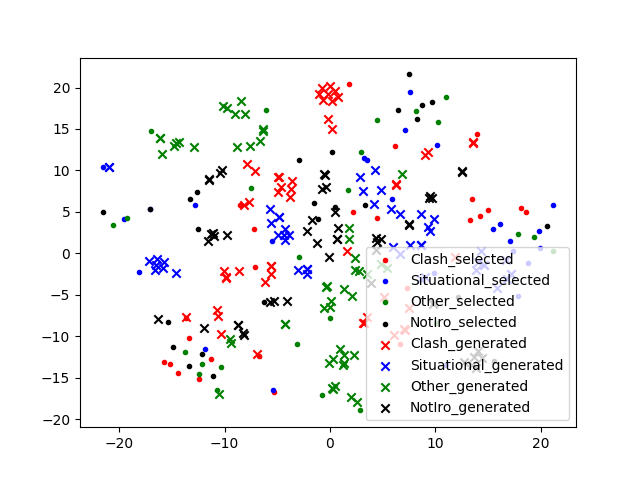 20
15
10
5
0
−5
−10
−15
−20
Clash_selected
Situational_selected
Other_selected
NotIro_selected
Clash_generated
Situational_generated
Other_generated
NotIro_generated
−20 −10 0 10 20